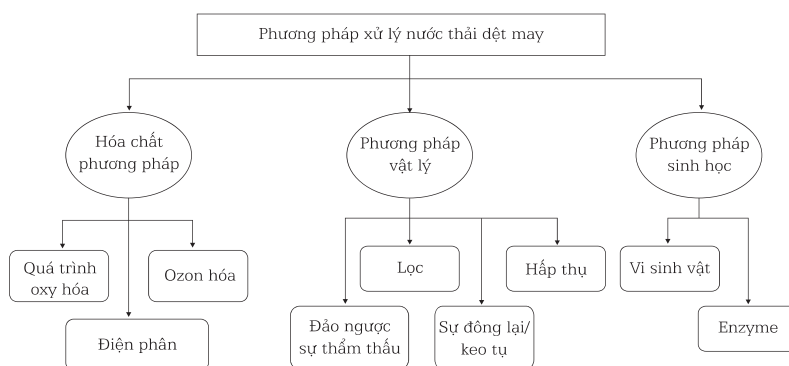 Phương pháp xử lý nước thải dệt may
Hóa chất
phương pháp
Phương pháp
vật lý
Phương pháp
sinh học
Quá trình
oxy hóa
Ozon hóa
Điện phân
Lọc
Hấp thụ
Đảo ngược
sự thẩm thấu
Sự đông lại/
keo tụ
Vi sinh vật
Enzyme